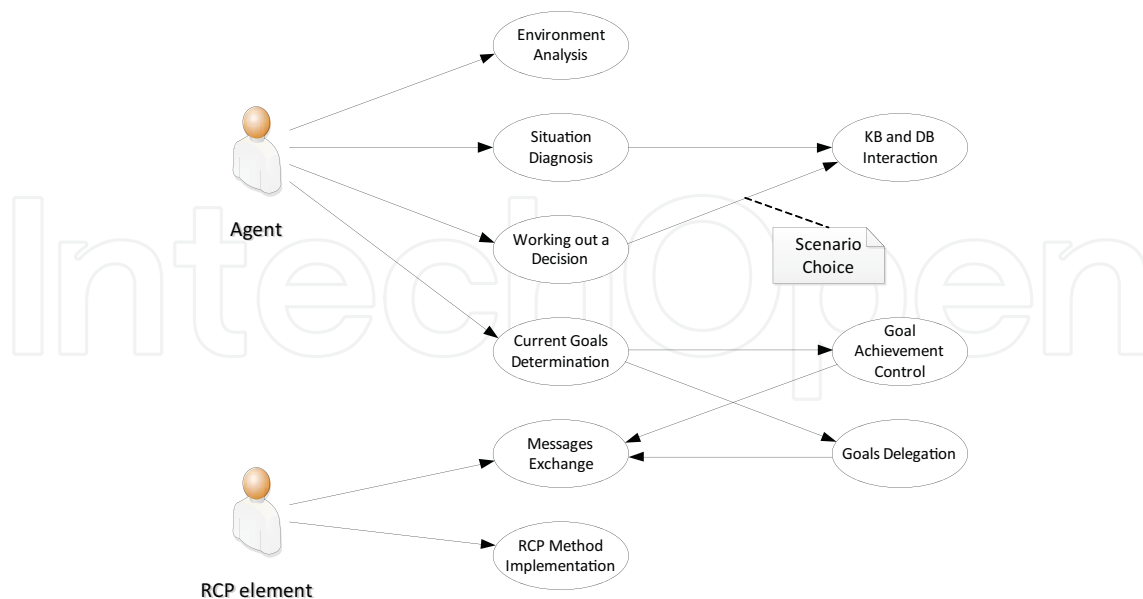 Environment
Analysis
Situation
Diagnosis
KB and DB
Interaction
Agent
Working out a
Decision
Scenario
Choice
IntechOpen
Current Goals
Determination
Goal
Achievement
Control
Messages
Exchange
Goals Delegation
RCP Method
Implementation
RCP element